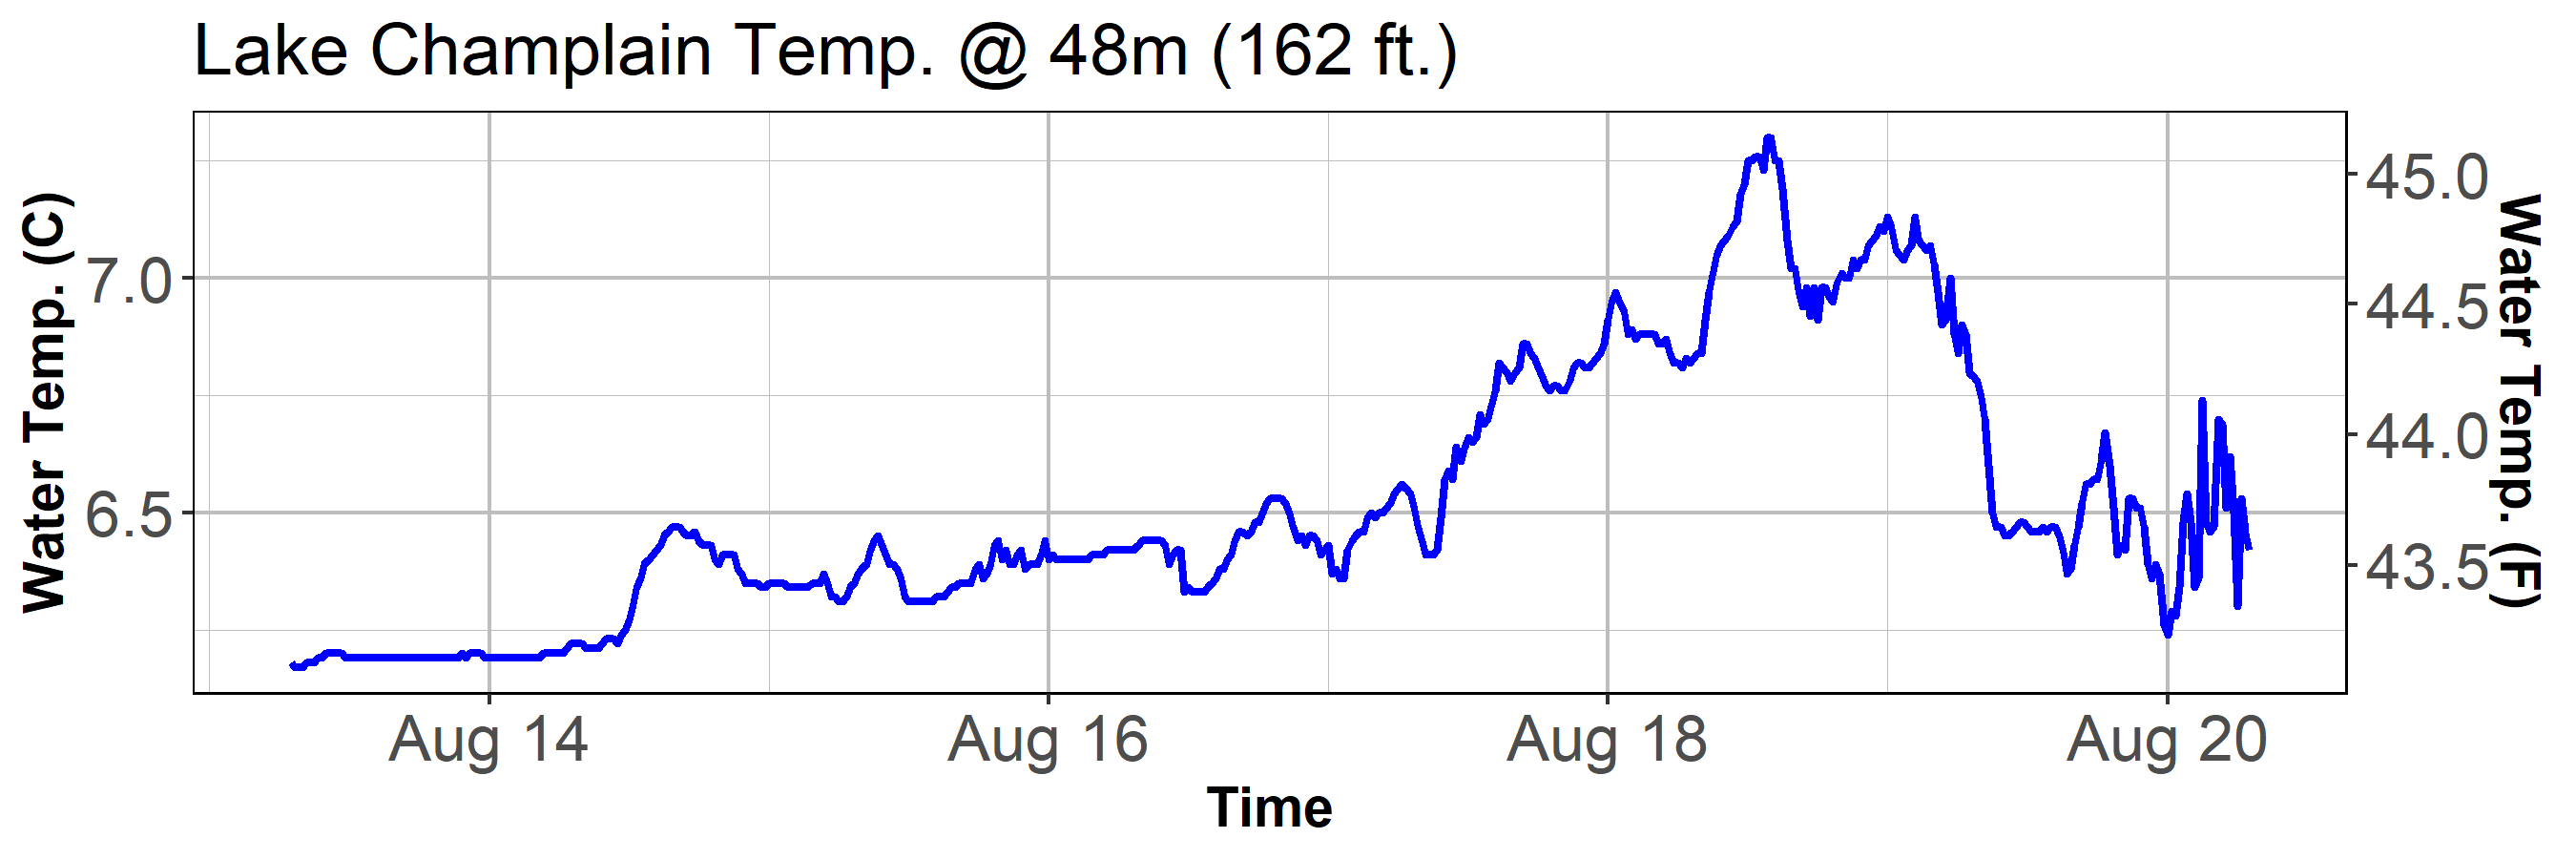 Lake Champlain Temp. @ 48m (162 ft.)
Water Temp. (C)
7.0
6.5
45.0
44.5
44.0
43.5
Water Temp. (F)
Aug 14 Aug 16 Aug 18 Aug 20
Time